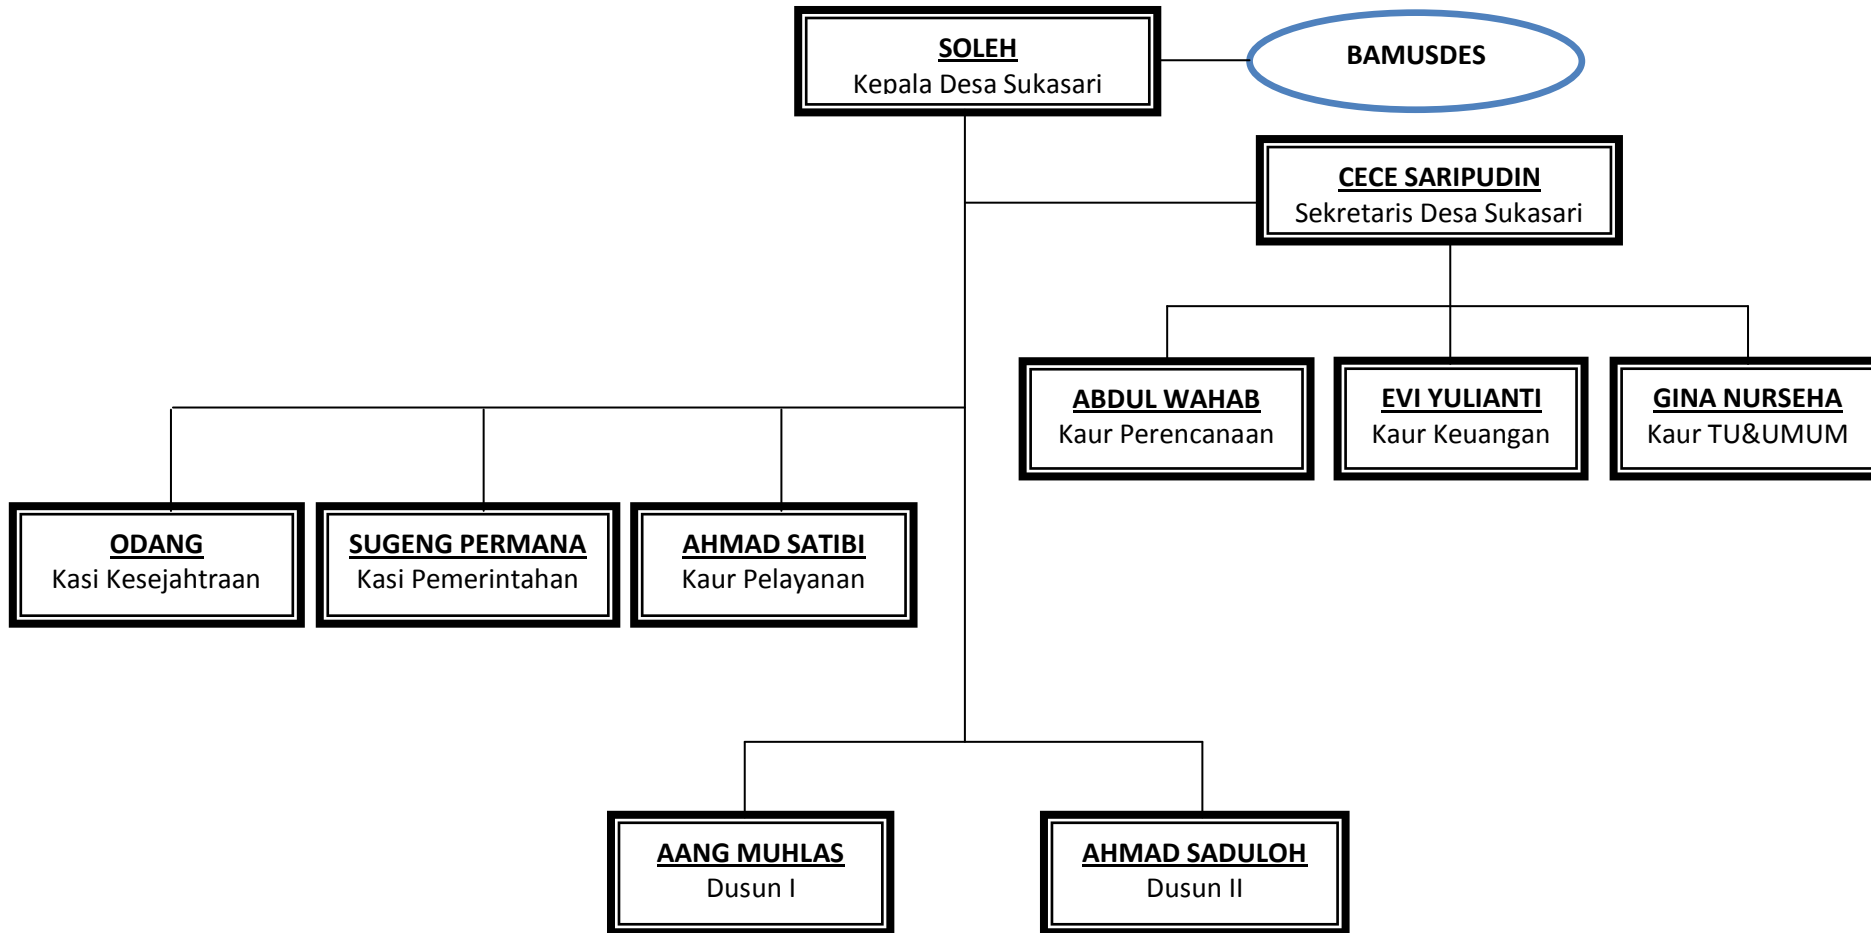 SOLEH
Kepala Desa Sukasari
BAMUSDES
CECE SARIPUDIN
Sekretaris Desa Sukasari
ABDUL WAHAB
Kaur Perencanaan
EVI YULIANTI
Kaur Keuangan
GINA NURSEHA
Kaur TU&UMUM
ODANG
Kasi Kesejahtraan
SUGENG PERMANA
Kasi Pemerintahan
AHMAD SATIBI
Kaur Pelayanan
AANG MUHLAS
Dusun I
AHMAD SADULOH
Dusun II